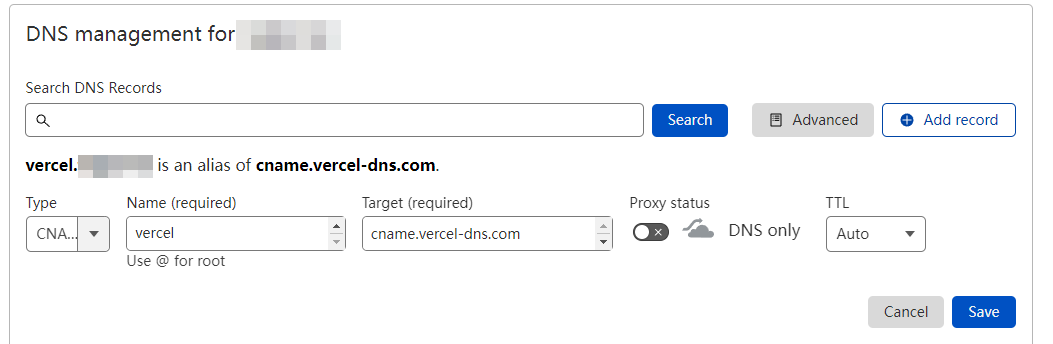 DNS management for
Search DNS Records
Search
Advanced
Add record
vercel. is an alias of cname.vercel-dns.com.
Type
Name (required)
Target (required)
Proxy status
TTL
CNA...
vercel
cname.vercel-dns.com
DNS only
Auto
Use @ for root
Cancel
Save